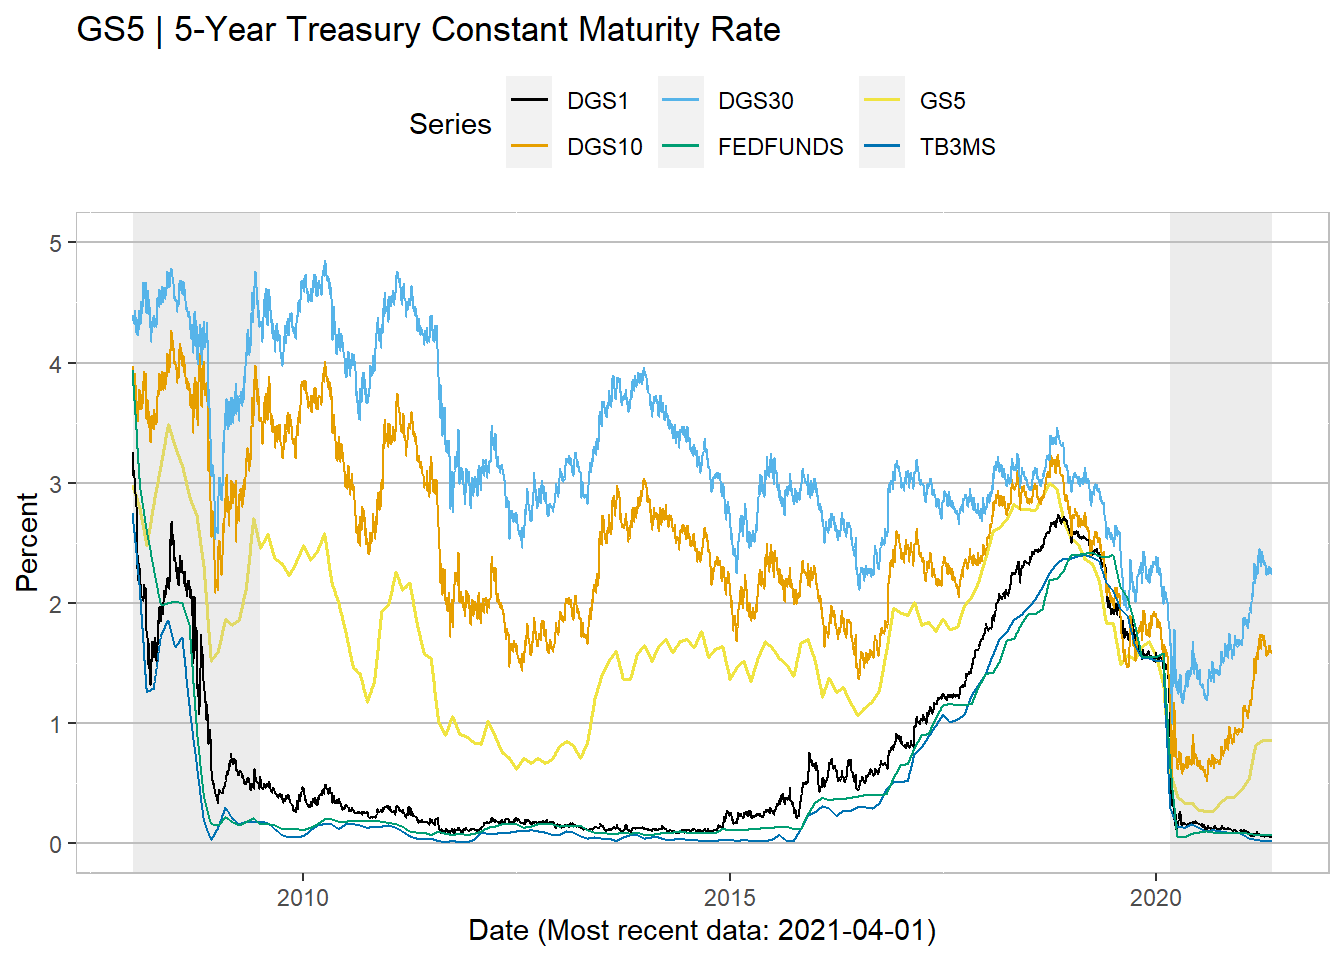 GS5 | 5-Year Treasury Constant Maturity Rate
Series
DGS1
DGS30
GS5
DGS10
FEDFUNDS
TB3MS
Percent
5
4
3
2
1
0
2010
2015
2020
Date (Most recent data: 2021-04-01)